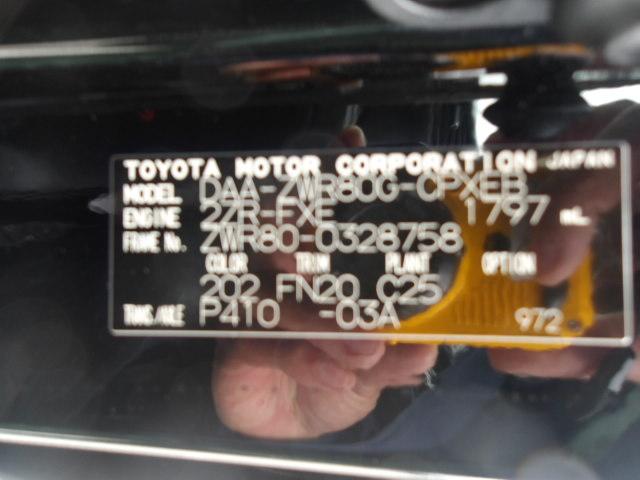 TOYOTA MOTOR CORPORATION JAPAN
MODEL DAA-ZWR80G-CPXEB
ENGINE 2ZR-FXE 1797 mL
FRAME No. ZWR80-0328758
COLOR TRIM PLANT OPTION
202 FN20 C25
TRANS/AXLE P410 -03A 972